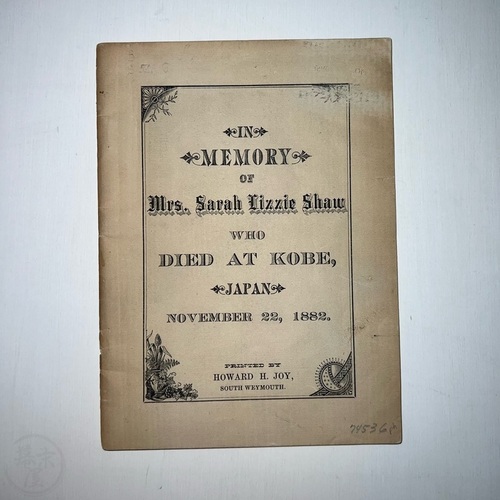 IN
MEMORY
OF
Mrs. Sarah Lizzie Shaw
WHO
DIED AT KOBE,
JAPAN
NOVEMBER 22, 1882.
PRINTED BY
HOWARD H. JOY,
SOUTH WEYMOUTH.